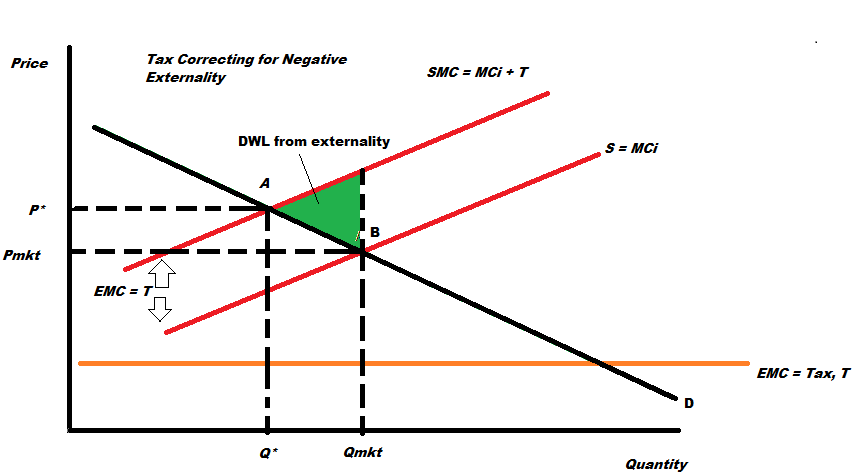 Price
Tax Correcting for Negative
Externality
SMC = MCi + T
DWL from externality
S = MCi
A
P*
B
Pmkt
EMC = T
EMC = Tax, T
D
Q*
Qmkt
Quantity